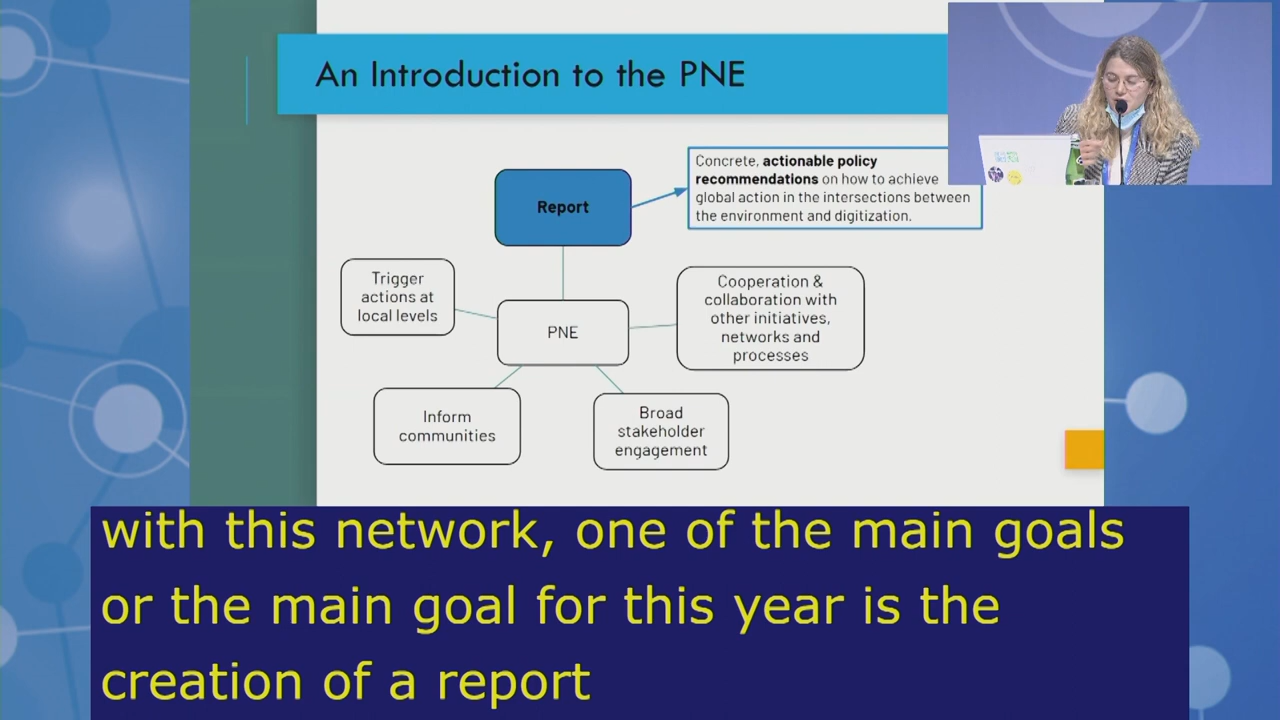 An Introduction to the PNE
Report
Concrete, actionable policy
recommendations on how to achieve
global action in the intersections between
the environment and digitization.
Trigger
actions at
local levels
PNE
Cooperation &
collaboration with
other initiatives,
networks and
processes
Inform
communities
Broad
stakeholder
engagement
with this network, one of the main goals
or the main goal for this year is the
creation of a report